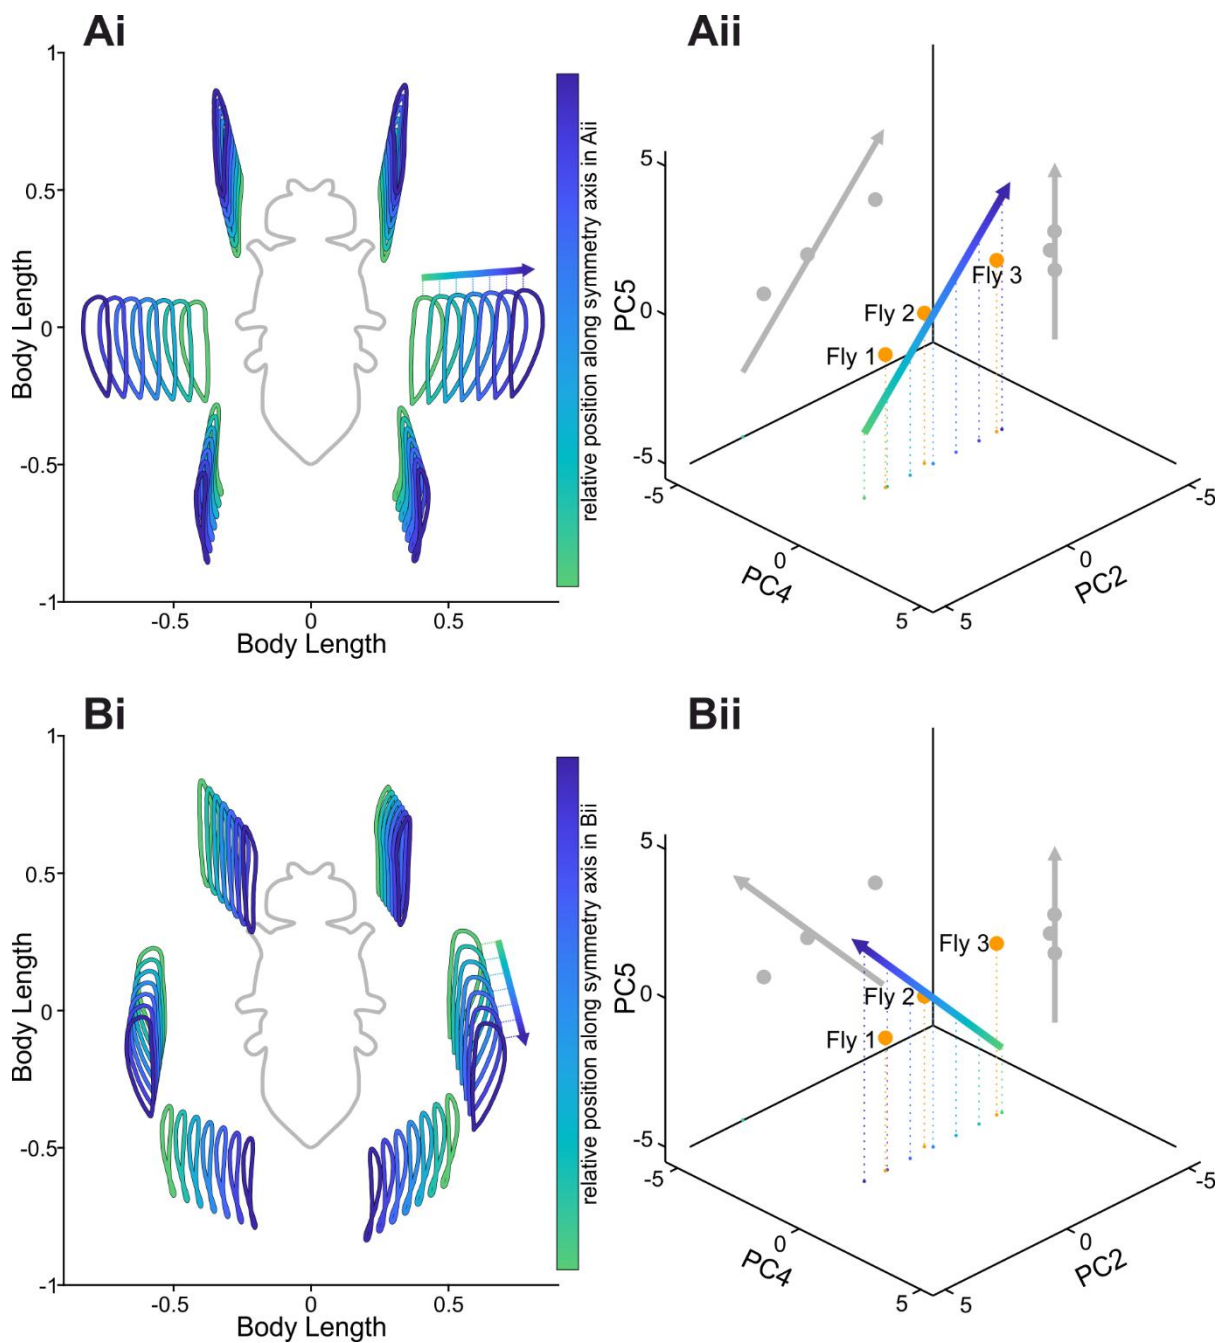 Ai
1
0.5
0
-0.5
-1
Body Length
-0.5
0
0.5
Body Length
relative position along symmetry axis in Aii
Aii
5
0
-5
PC5
Fly 1
Fly 2
Fly 3
-5
0
5
PC4
5
0
-5
PC2
Bi
1
0.5
0
-0.5
-1
Body Length
-0.5
0
0.5
Body Length
relative position along symmetry axis in Bii
Bii
5
0
-5
PC5
Fly 3
Fly 2
Fly 1
-5
0
5
PC4
5
0
-5
PC2